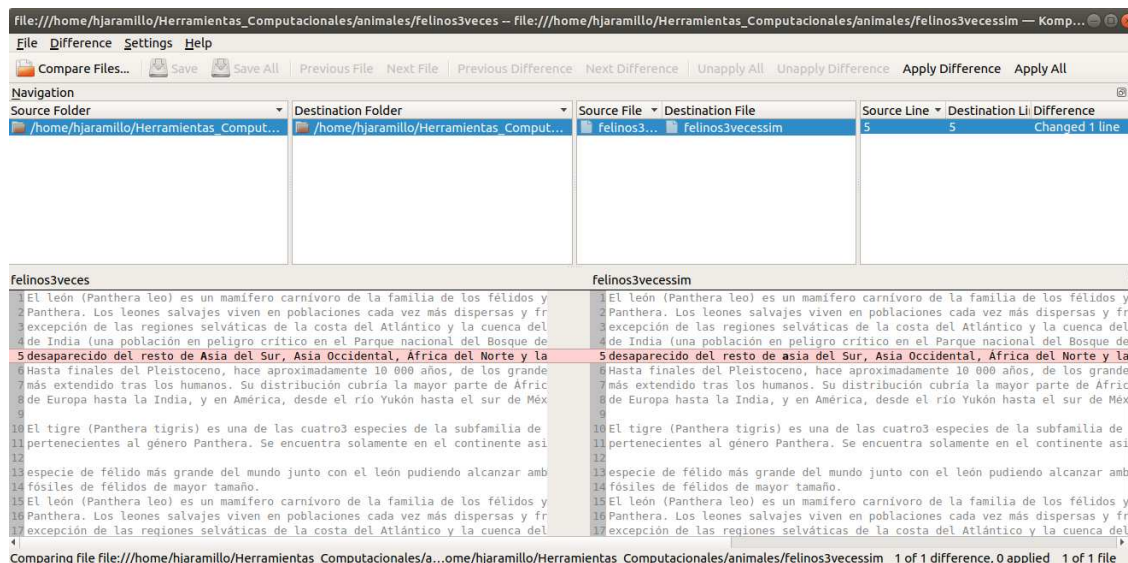 file:///home/hjaramillo/Herramientas_Computacionales/animales/felinos3veces -- file:///home/hjaramillo/Herramientas_Computacionales/animales/felinos3vecessim — Komp...
File Difference Settings Help
Compare Files... Save Save All Previous File Next File Previous Difference Next Difference Unapply All Unapply Difference Apply Difference Apply All
Navigation
Source Folder Destination Folder Source File Destination File Source Line Destination Li Difference
/home/hjaramillo/Herramientas_Comput... /home/hjaramillo/Herramientas_Comput... felinos3... felinos3vecessim 5 5 Changed 1 line
felinos3veces felinos3vecessim
1 El león (Panthera leo) es un mamífero carnívoro de la familia de los félidos y 1 El león (Panthera leo) es un mamífero carnívoro de la familia de los félidos y
2 Panthera. Los leones salvajes viven en poblaciones cada vez más dispersas y fr 2 Panthera. Los leones salvajes viven en poblaciones cada vez más dispersas y fr
3 excepción de las regiones selváticas de la costa del Atlántico y la cuenca del 3 excepción de las regiones selváticas de la costa del Atlántico y la cuenca del
4 de India (una población en peligro crítico en el Parque nacional del Bosque de 4 de India (una población en peligro crítico en el Parque nacional del Bosque de
5 desaparecido del resto de Asia del Sur, Asia Occidental, África del Norte y la 5 desaparecido del resto de asia del Sur, Asia Occidental, África del Norte y la
6 Hasta finales del Pleistoceno, hace aproximadamente 10 000 años, de los grande 6 Hasta finales del Pleistoceno, hace aproximadamente 10 000 años, de los grande
7 más extendido tras los humanos. Su distribución cubría la mayor parte de Áfric 7 más extendido tras los humanos. Su distribución cubría la mayor parte de Áfric
8 de Europa hasta la India, y en América, desde el río Yukón hasta el sur de Méx 8 de Europa hasta la India, y en América, desde el río Yukón hasta el sur de Méx
9 9
10 El tigre (Panthera tigris) es una de las cuatro3 especies de la subfamilia de 10 El tigre (Panthera tigris) es una de las cuatro3 especies de la subfamilia de
11 pertenecientes al género Panthera. Se encuentra solamente en el continente asi 11 pertenecientes al género Panthera. Se encuentra solamente en el continente asi
12 12
13 especie de félido más grande del mundo junto con el león pudiendo alcanzar amb 13 especie de félido más grande del mundo junto con el león pudiendo alcanzar amb
14 fósiles de félidos de mayor tamaño. 14 fósiles de félidos de mayor tamaño.
15 El león (Panthera leo) es un mamífero carnívoro de la familia de los félidos y 15 El león (Panthera leo) es un mamífero carnívoro de la familia de los félidos y
16 Panthera. Los leones salvajes viven en poblaciones cada vez más dispersas y fr 16 Panthera. Los leones salvajes viven en poblaciones cada vez más dispersas y fr
17 excepción de las regiones selváticas de la costa del Atlántico y la cuenca del 17 excepción de las regiones selváticas de la costa del Atlántico y la cuenca del
Comparing file file:///home/hjaramillo/Herramientas_Computacionales/a...ome/hjaramillo/Herramientas_Computacionales/animales/felinos3vecessim 1 of 1 difference, 0 applied 1 of 1 file